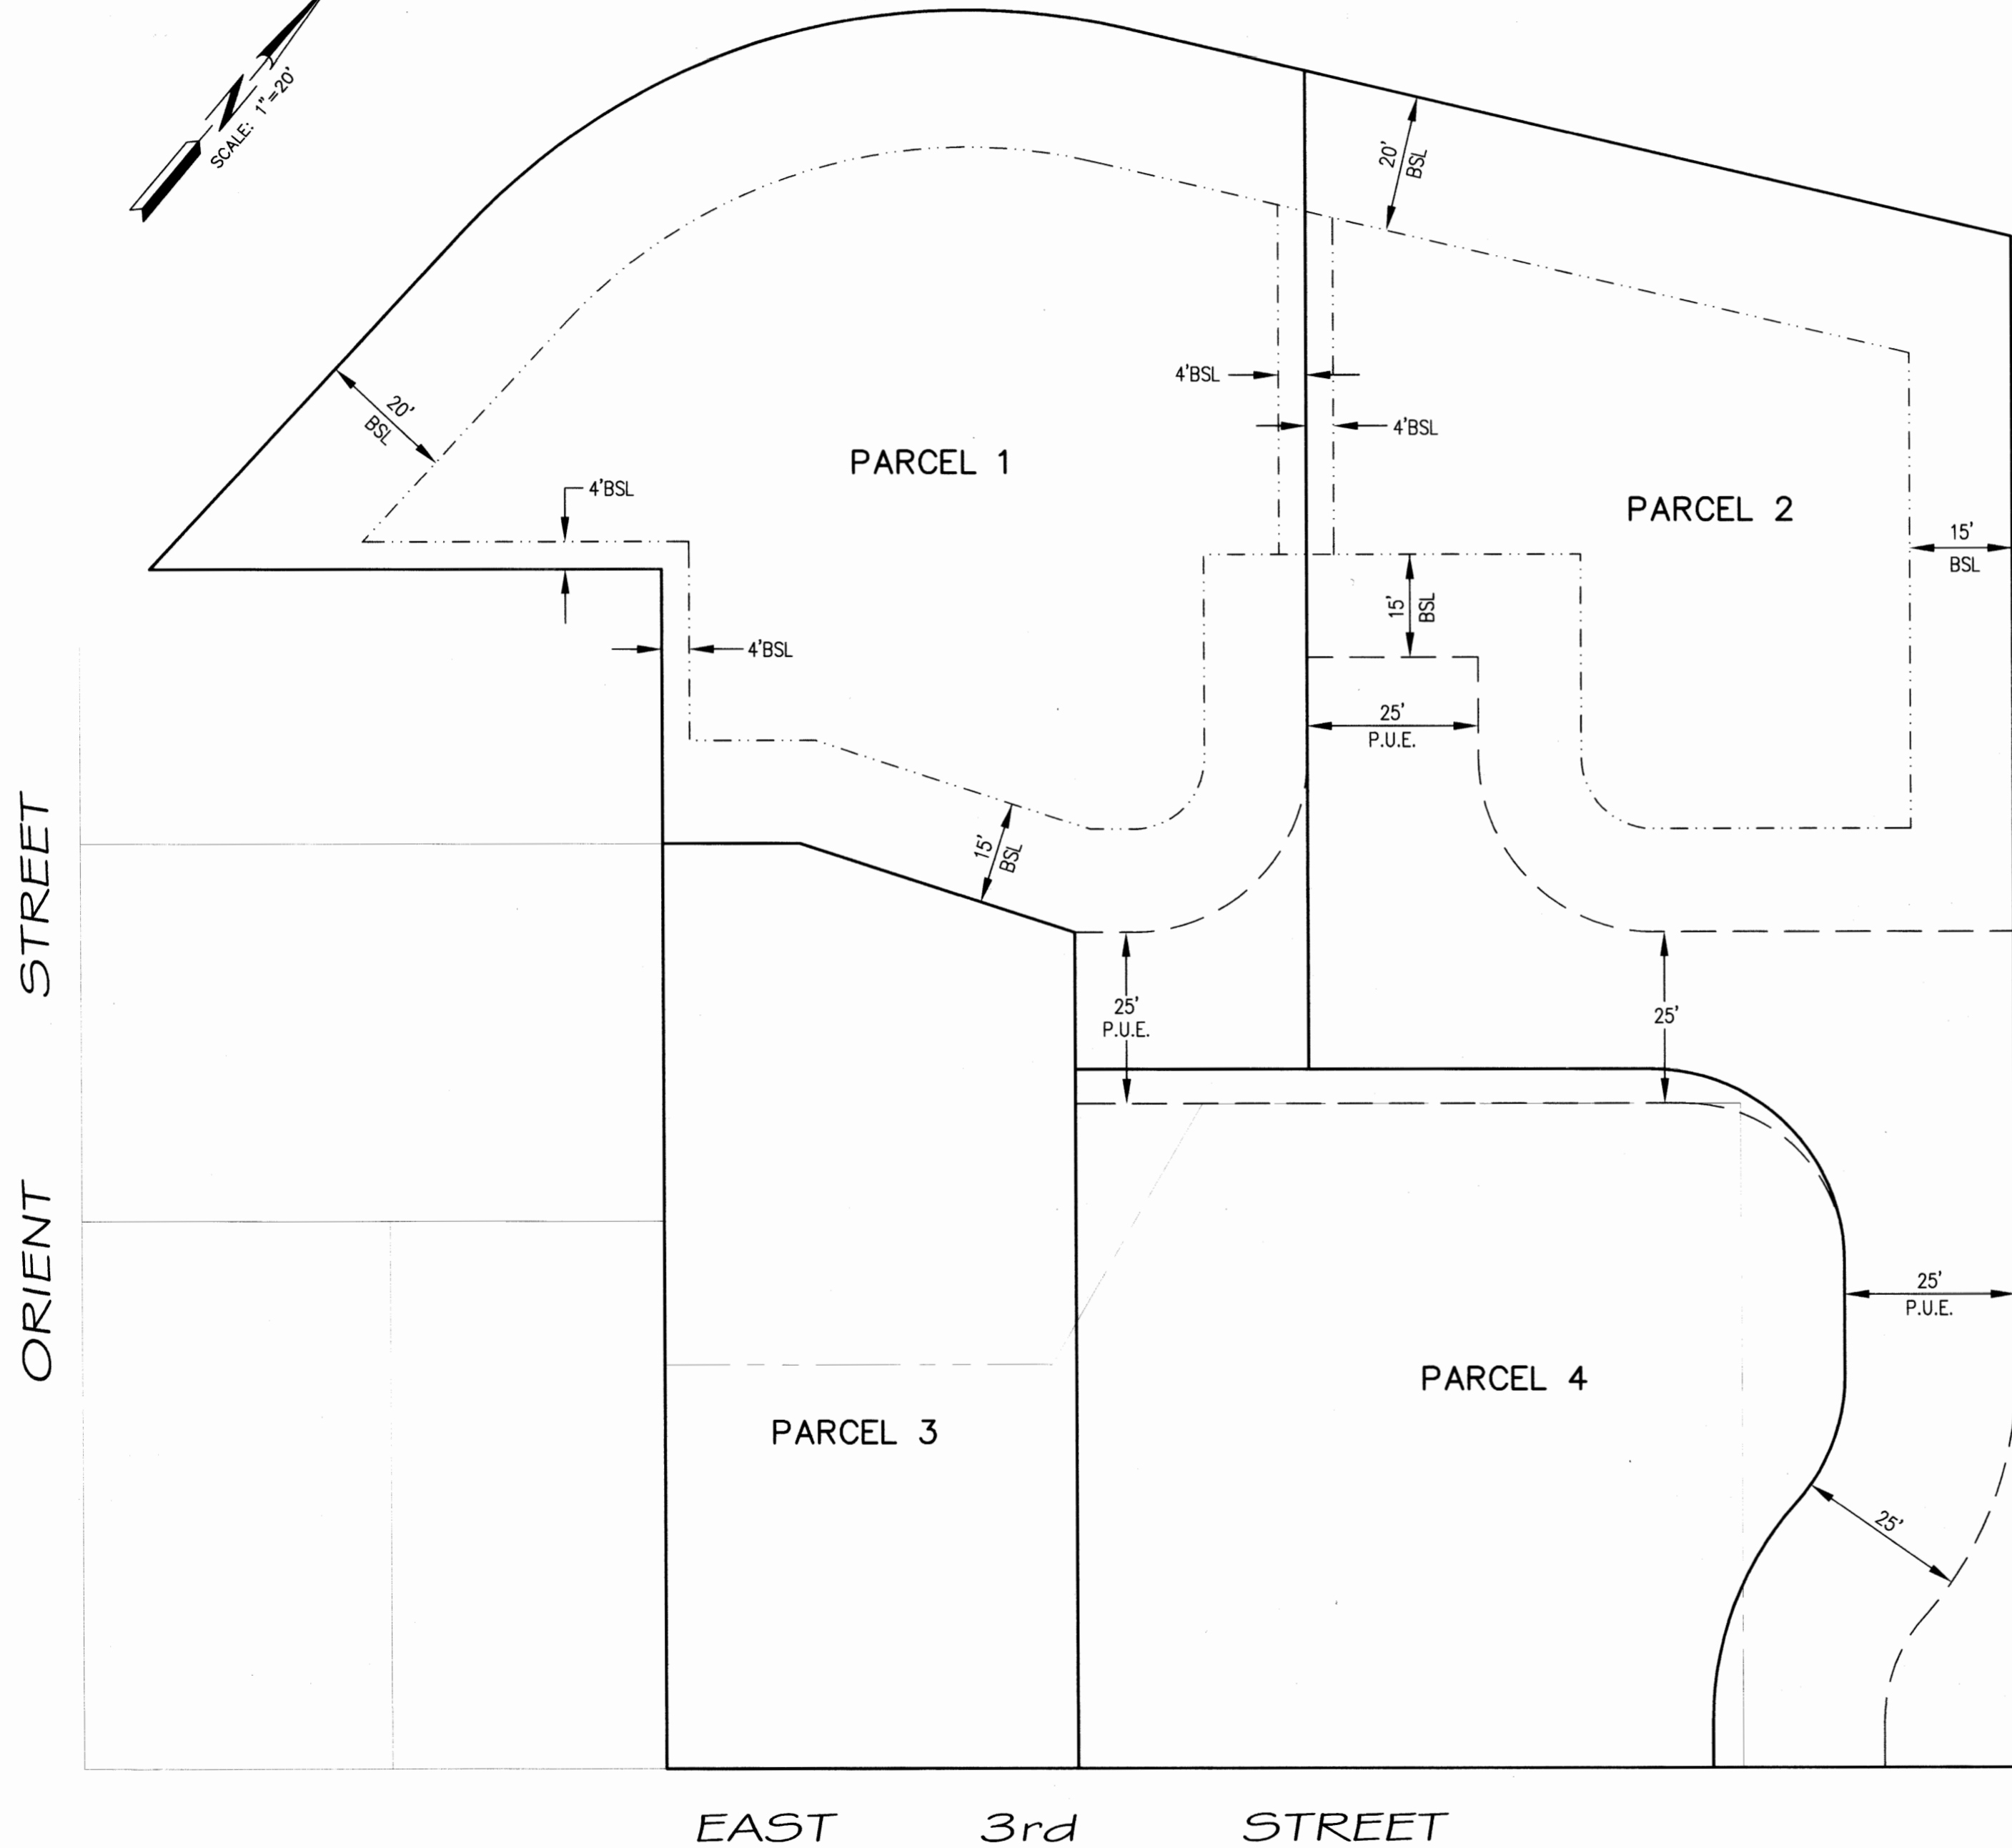 N
SCALE: 1"=20'
20'
BSL
20'
BSL
4'BSL
4'BSL
PARCEL 1
4'BSL
PARCEL 2
15'
BSL
15'
BSL
4'BSL
25'
P.U.E.
15'
BSL
25'
P.U.E.
25'
ORIENT STREET
25'
P.U.E.
PARCEL 4
PARCEL 3
25'
EAST 3rd STREET